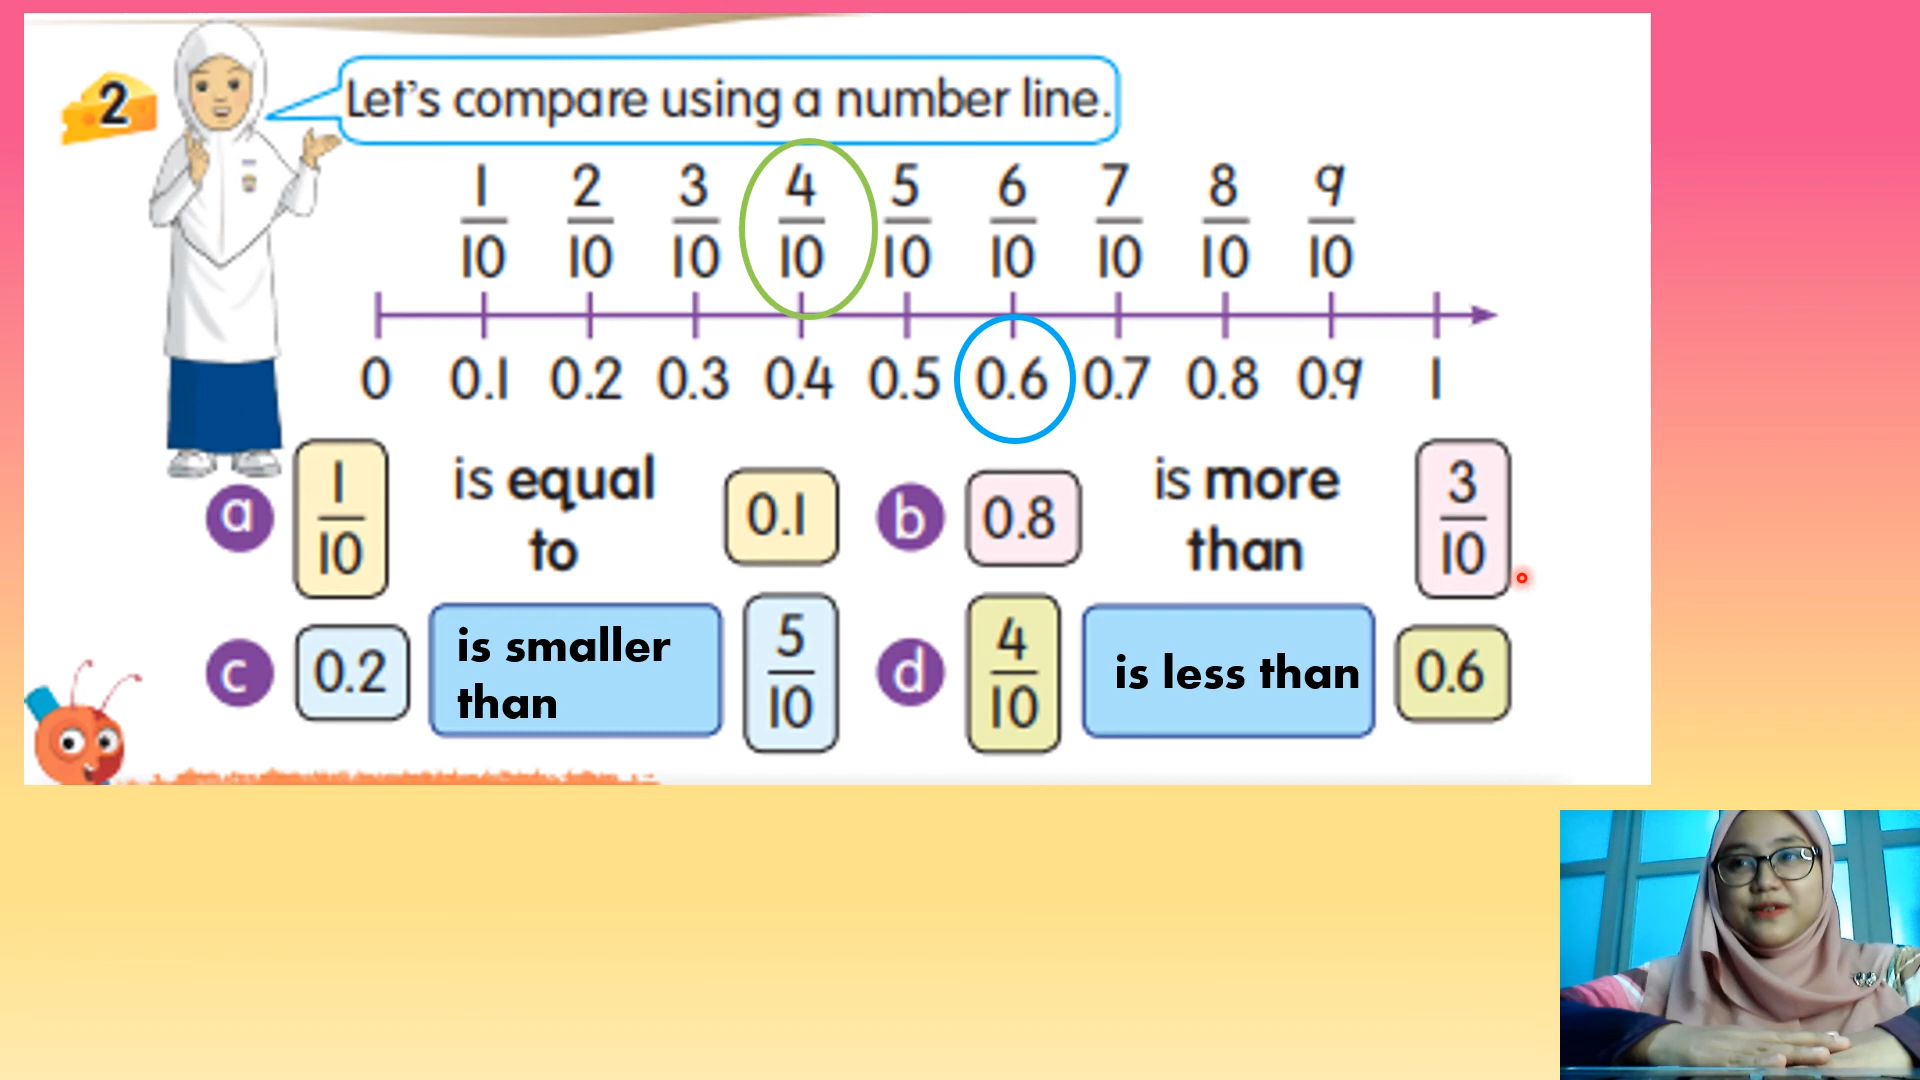 2
Let's compare using a number line.
1/10 2/10 3/10 4/10 5/10 6/10 7/10 8/10 9/10
0 0.1 0.2 0.3 0.4 0.5 0.6 0.7 0.8 0.9 1
a 1/10 is equal to 0.1
b 0.8 is more than 3/10
c 0.2 is smaller than 5/10
d 4/10 is less than 0.6